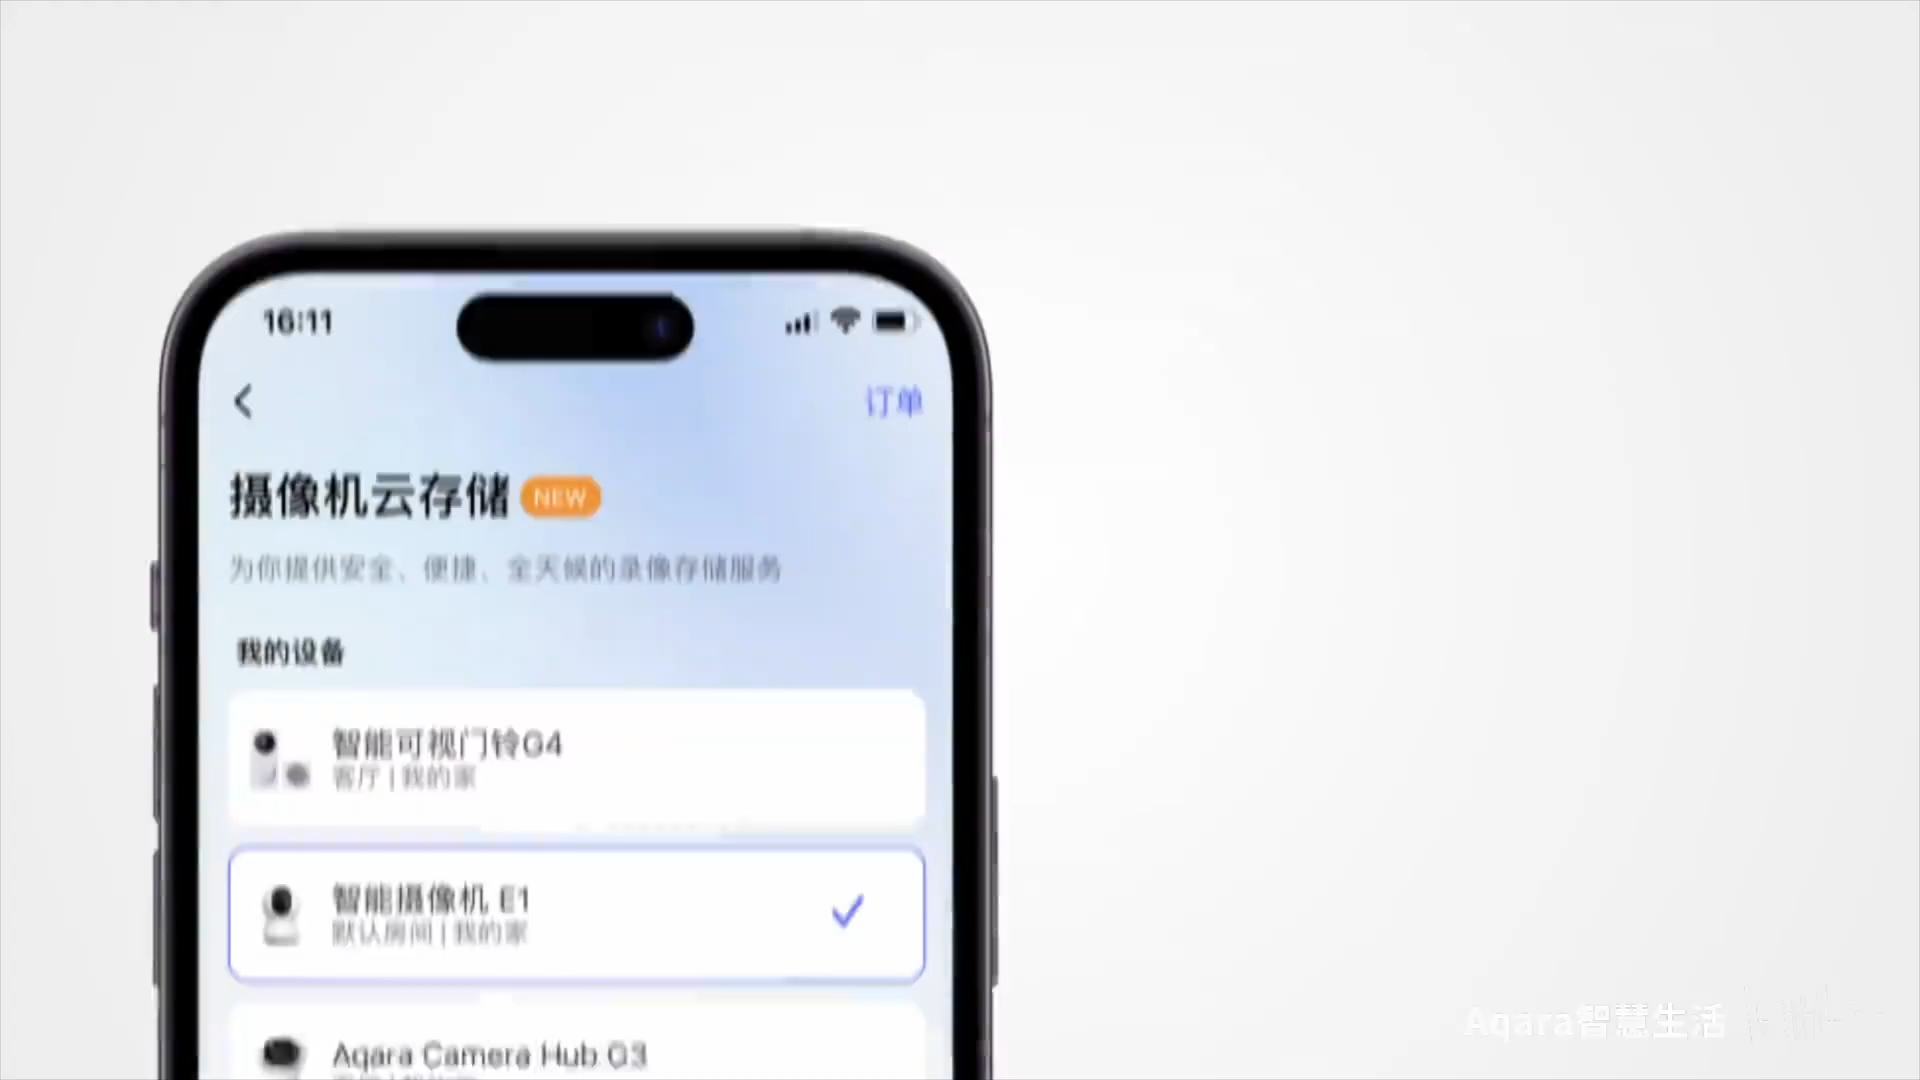 16:11
订单
摄像机云存储 NEW
为你提供安全、便捷、全天候的录像存储服务
我的设备
智能可视门铃G4
客厅 | 我的家
智能摄像机 E1
默认房间 | 我的家
Aqara Camera Hub G3
Aqara智慧生活